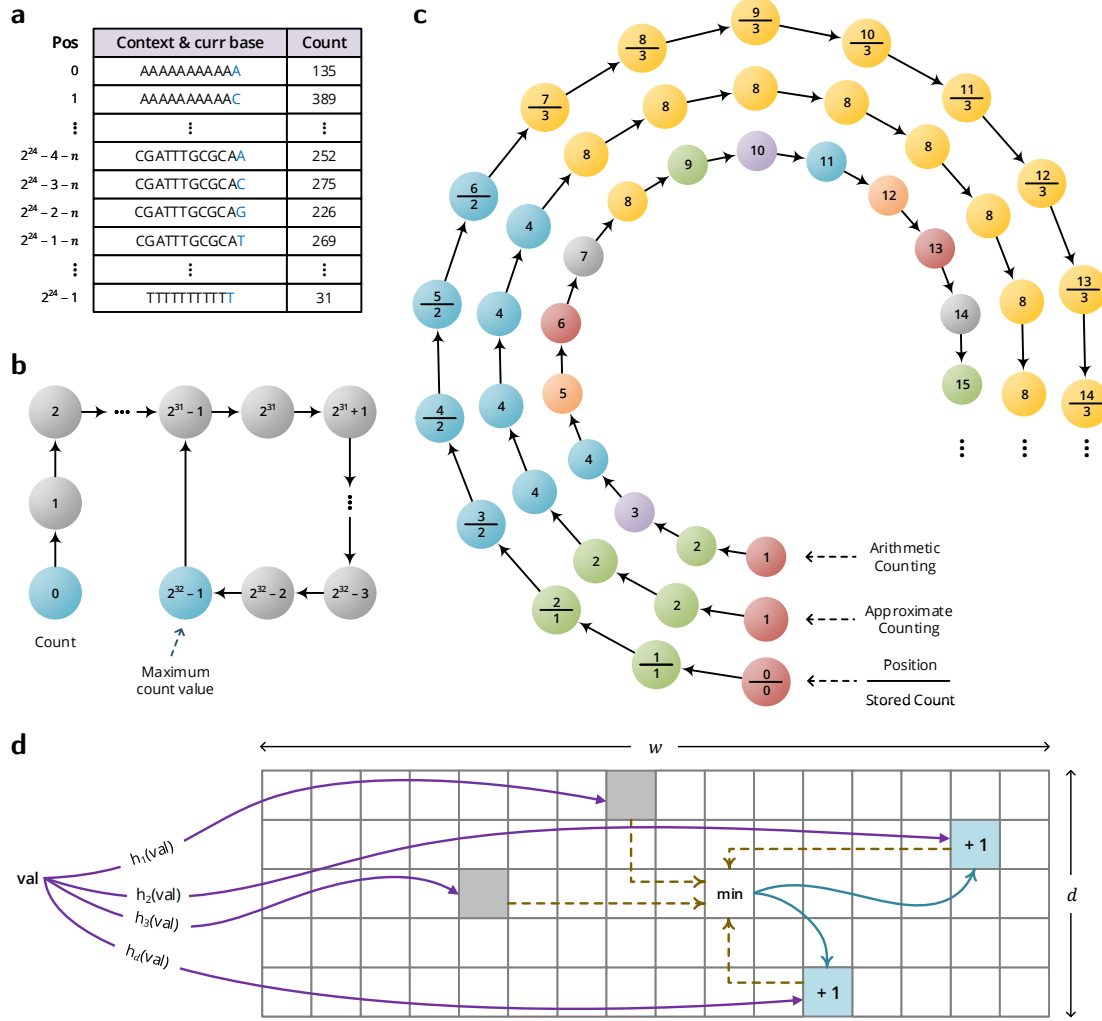 a
Pos Context & curr base Count
0 AAAAAAAAAAA 135
1 AAAAAAAAAAC 389
⋮ ⋮ ⋮
2²⁴ – 4 – n CGATTTGCGCAA 252
2²⁴ – 3 – n CGATTTGCGCAC 275
2²⁴ – 2 – n CGATTTGCGCAG 226
2²⁴ – 1 – n CGATTTGCGCAT 269
⋮ ⋮ ⋮
2²⁴ – 1 TTTTTTTTTTTT 31
b
2 ••• 2³¹ – 1 2³¹ 2³¹ + 1
1 ⋮
0 2³² – 1 2³² – 2 2³² – 3
Count
Maximum
count value
c
1 2 3 4 5 6 7 8 9 10 11 12 13 14 15 ⋮
Arithmetic
Counting
1 2 2 4 4 4 4 8 8 8 8 8 8 8 8 ⋮
Approximate
Counting
0/0 1/1 2/1 3/2 4/2 5/2 6/2 7/3 8/3 9/3 10/3 11/3 12/3 13/3 14/3 ⋮
Position
Stored Count
d
w
d
val
h₁(val)
h₂(val)
h₃(val)
h_d(val)
+ 1
min
+ 1